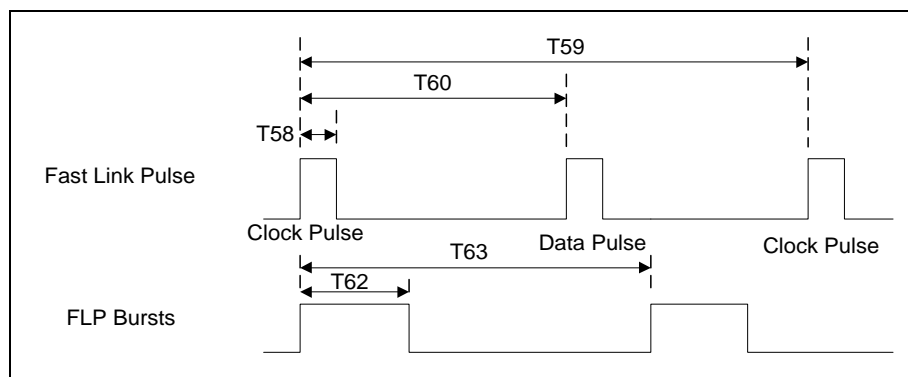 T59
T60
T58
Fast Link Pulse
Clock Pulse
Data Pulse
Clock Pulse
T63
T62
FLP Bursts